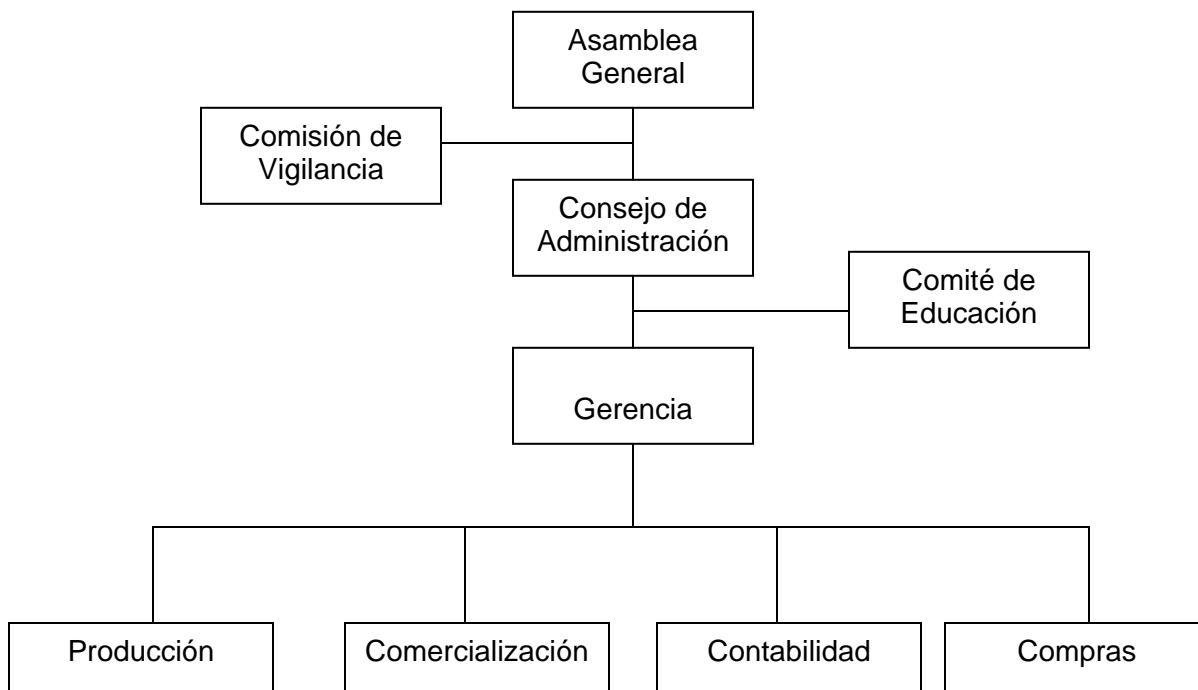 Asamblea
General
Comisión de
Vigilancia
Consejo de
Administración
Comité de
Educación
Gerencia
Producción
Comercialización
Contabilidad
Compras